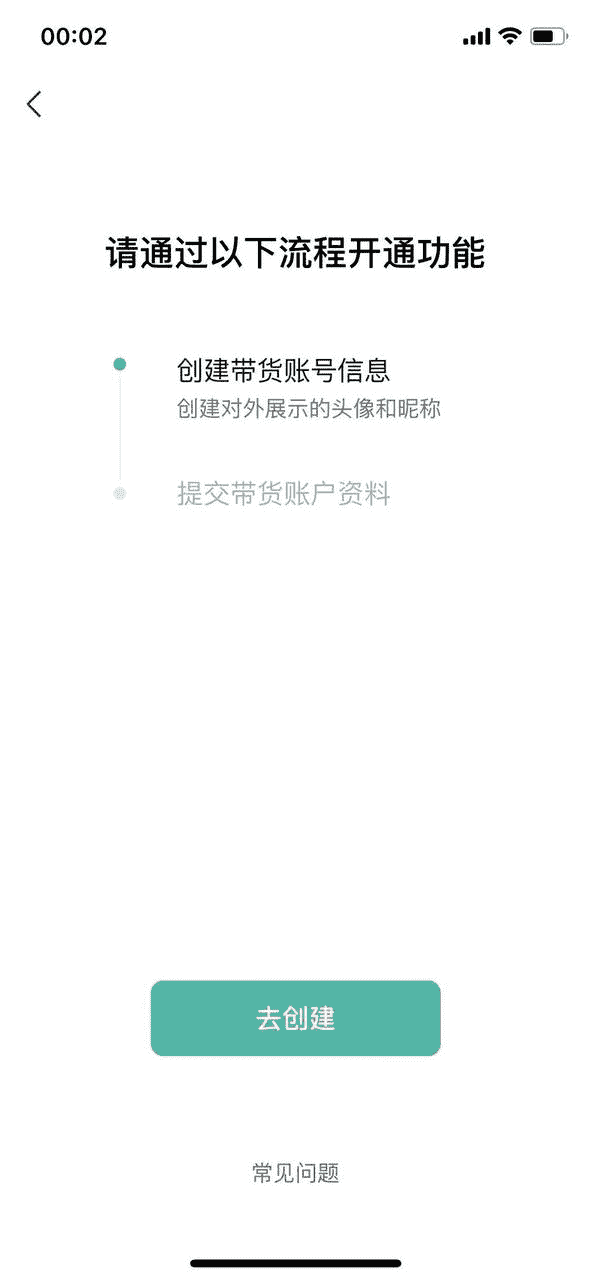 00:02
请通过以下流程开通功能
创建带货账号信息
创建对外展示的头像和昵称
提交带货账户资料
去创建
常见问题